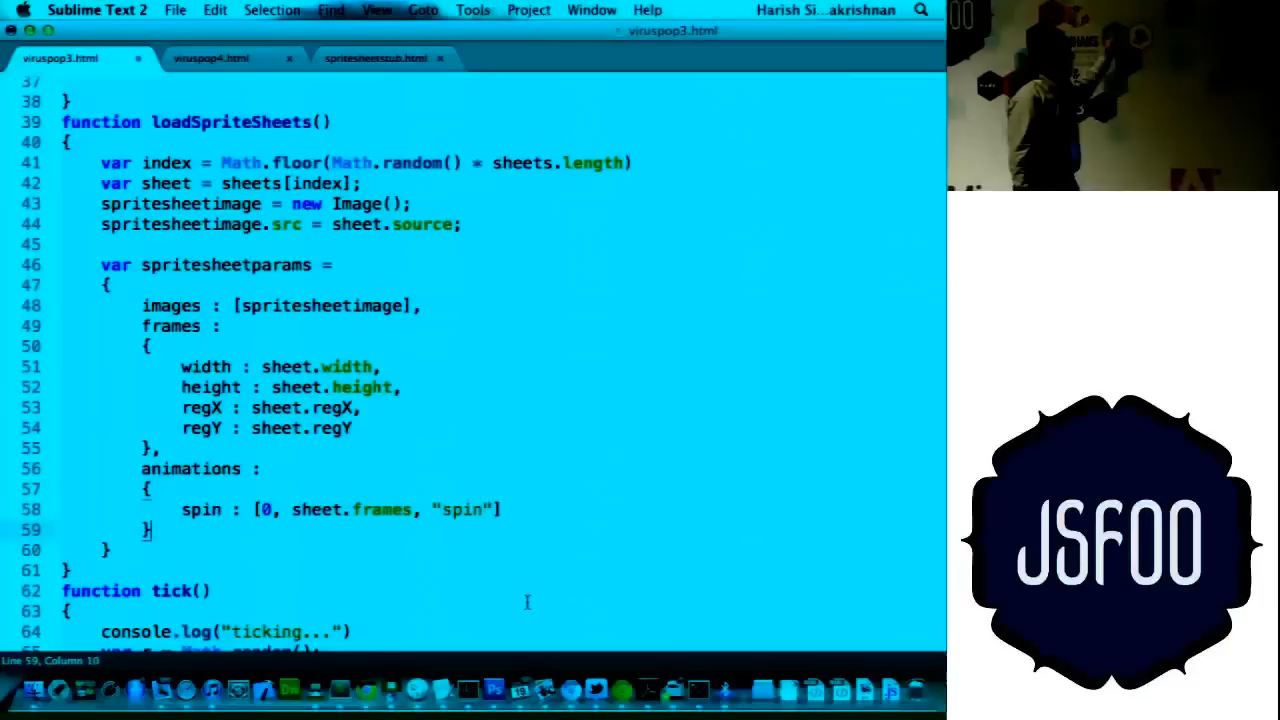 Sublime Text 2 File Edit Selection Find View Goto Tools Project Window Help Harish Si...akrishnan
viruspop3.html
viruspop3.html viruspop4.html spritesheetstub.html
37
38 }
39 function loadSpriteSheets()
40 {
41 var index = Math.floor(Math.random() * sheets.length)
42 var sheet = sheets[index];
43 spritesheetimage = new Image();
44 spritesheetimage.src = sheet.source;
45
46 var spritesheetparams =
47 {
48 images : [spritesheetimage],
49 frames :
50 {
51 width : sheet.width,
52 height : sheet.height,
53 regX : sheet.regX,
54 regY : sheet.regY
55 },
56 animations :
57 {
58 spin : [0, sheet.frames, "spin"]
59 }
60 }
61 }
62 function tick()
63 {
64 console.log("ticking...")
Line 59, Column 10
JSFOO